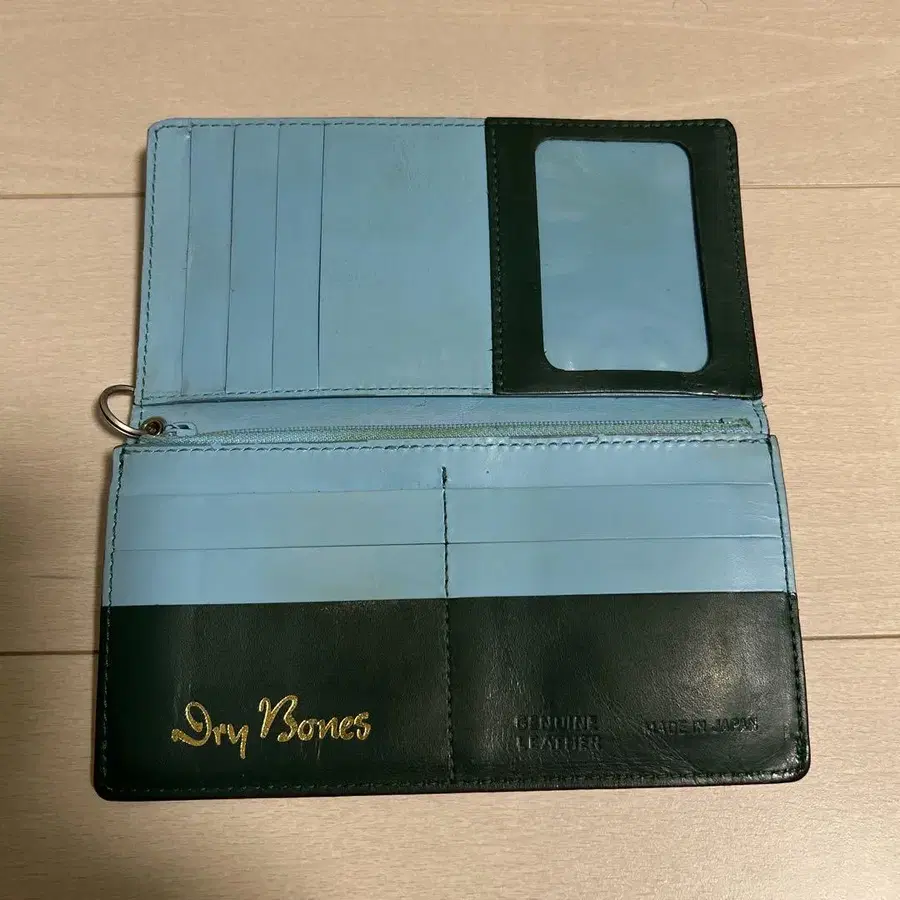 Dry Bones
GENUINE
LEATHER
MADE IN JAPAN